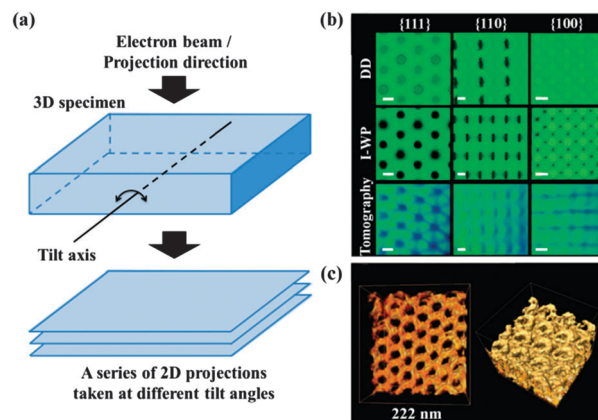 (a)
Electron beam /
Projection direction
3D specimen
Tilt axis
A series of 2D projections
taken at different tilt angles
(b)
{111} {110} {100}
DD
I-WP
Tomography
(c)
222 nm